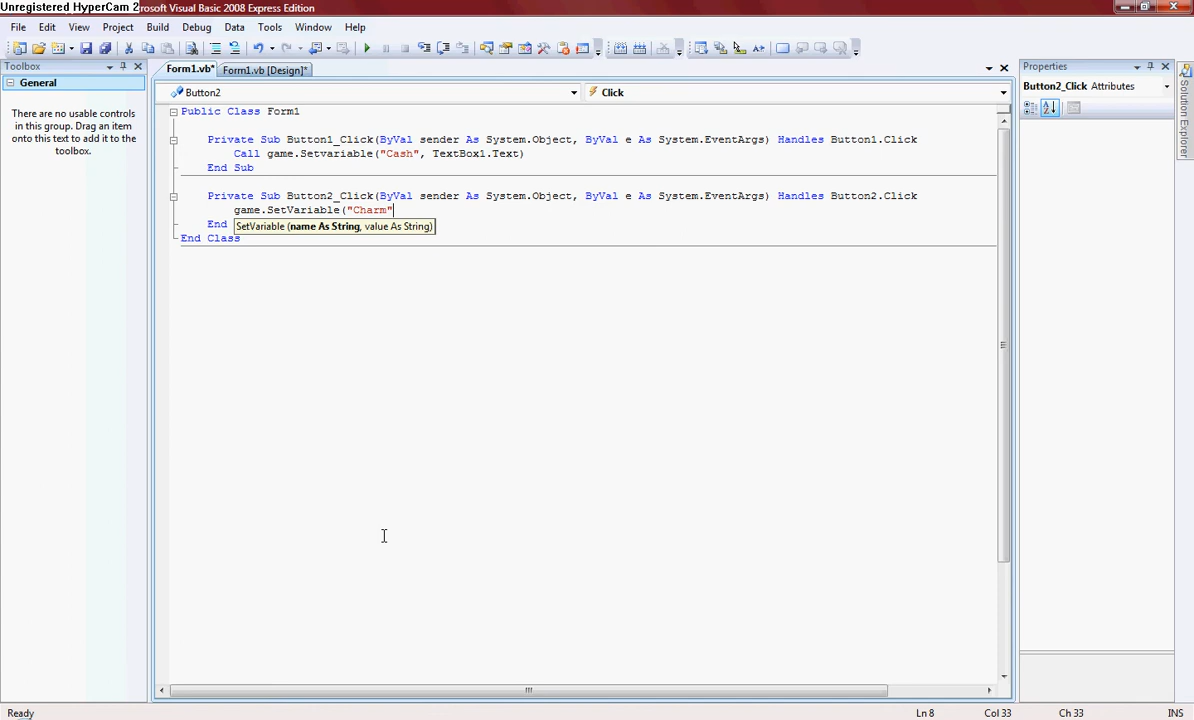 Unregistered HyperCam 2
rosoft Visual Basic 2008 Express Edition
File Edit View Project Build Debug Data Tools Window Help
Toolbox
General
There are no usable controls
in this group. Drag an item
onto this text to add it to the
toolbox.
Form1.vb* Form1.vb [Design]*
Button2 Click
Public Class Form1
Private Sub Button1_Click(ByVal sender As System.Object, ByVal e As System.EventArgs) Handles Button1.Click
Call game.Setvariable("Cash", TextBox1.Text)
End Sub
Private Sub Button2_Click(ByVal sender As System.Object, ByVal e As System.EventArgs) Handles Button2.Click
game.SetVariable("Charm"
End
SetVariable (name As String, value As String)
End Class
Properties
Button2_Click Attributes
Solution Explorer
Ready Ln 8 Col 33 Ch 33 INS